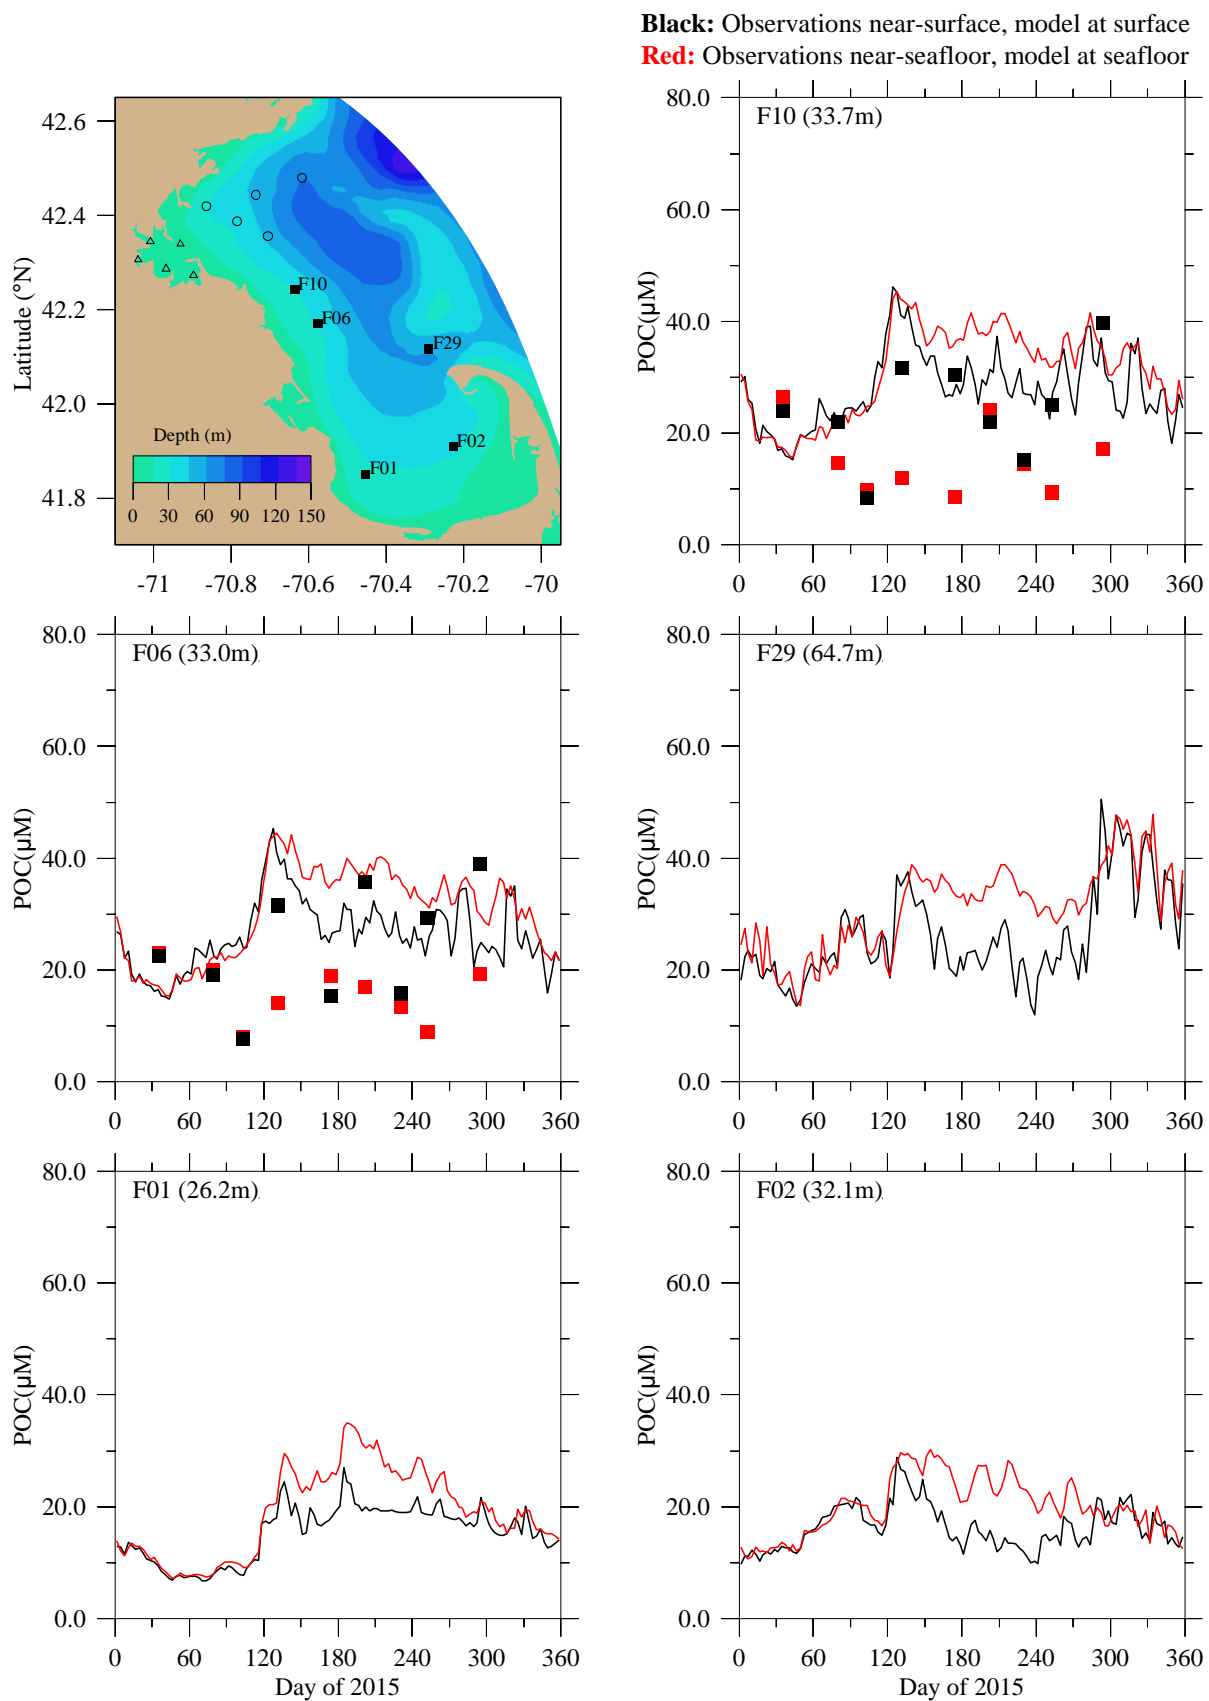 Black: Observations near-surface, model at surface
Red: Observations near-seafloor, model at seafloor
42.6
42.4
42.2
42.0
41.8
Latitude (°N)
F10
F06
F29
F02
F01
Depth (m)
0 30 60 90 120 150
-71 -70.8 -70.6 -70.4 -70.2 -70
F10 (33.7m)
80.0
60.0
40.0
20.0
0.0
POC(µM)
0 60 120 180 240 300 360
F06 (33.0m)
80.0
60.0
40.0
20.0
0.0
POC(µM)
0 60 120 180 240 300 360
F29 (64.7m)
80.0
60.0
40.0
20.0
0.0
POC(µM)
0 60 120 180 240 300 360
F01 (26.2m)
80.0
60.0
40.0
20.0
0.0
POC(µM)
0 60 120 180 240 300 360
Day of 2015
F02 (32.1m)
80.0
60.0
40.0
20.0
0.0
POC(µM)
0 60 120 180 240 300 360
Day of 2015